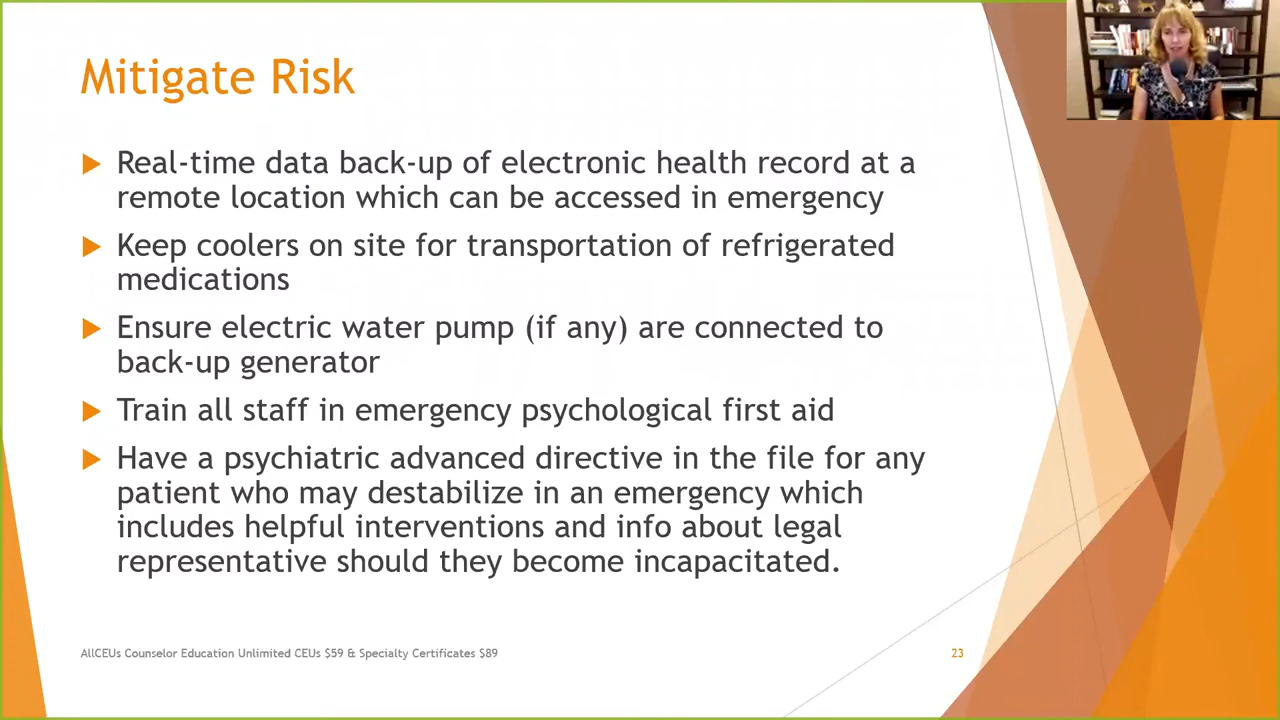 Mitigate Risk
Real-time data back-up of electronic health record at a
remote location which can be accessed in emergency
Keep coolers on site for transportation of refrigerated
medications
Ensure electric water pump (if any) are connected to
back-up generator
Train all staff in emergency psychological first aid
Have a psychiatric advanced directive in the file for any
patient who may destabilize in an emergency which
includes helpful interventions and info about legal
representative should they become incapacitated.
AllCEUs Counselor Education Unlimited CEUs $59 & Specialty Certificates $89
23